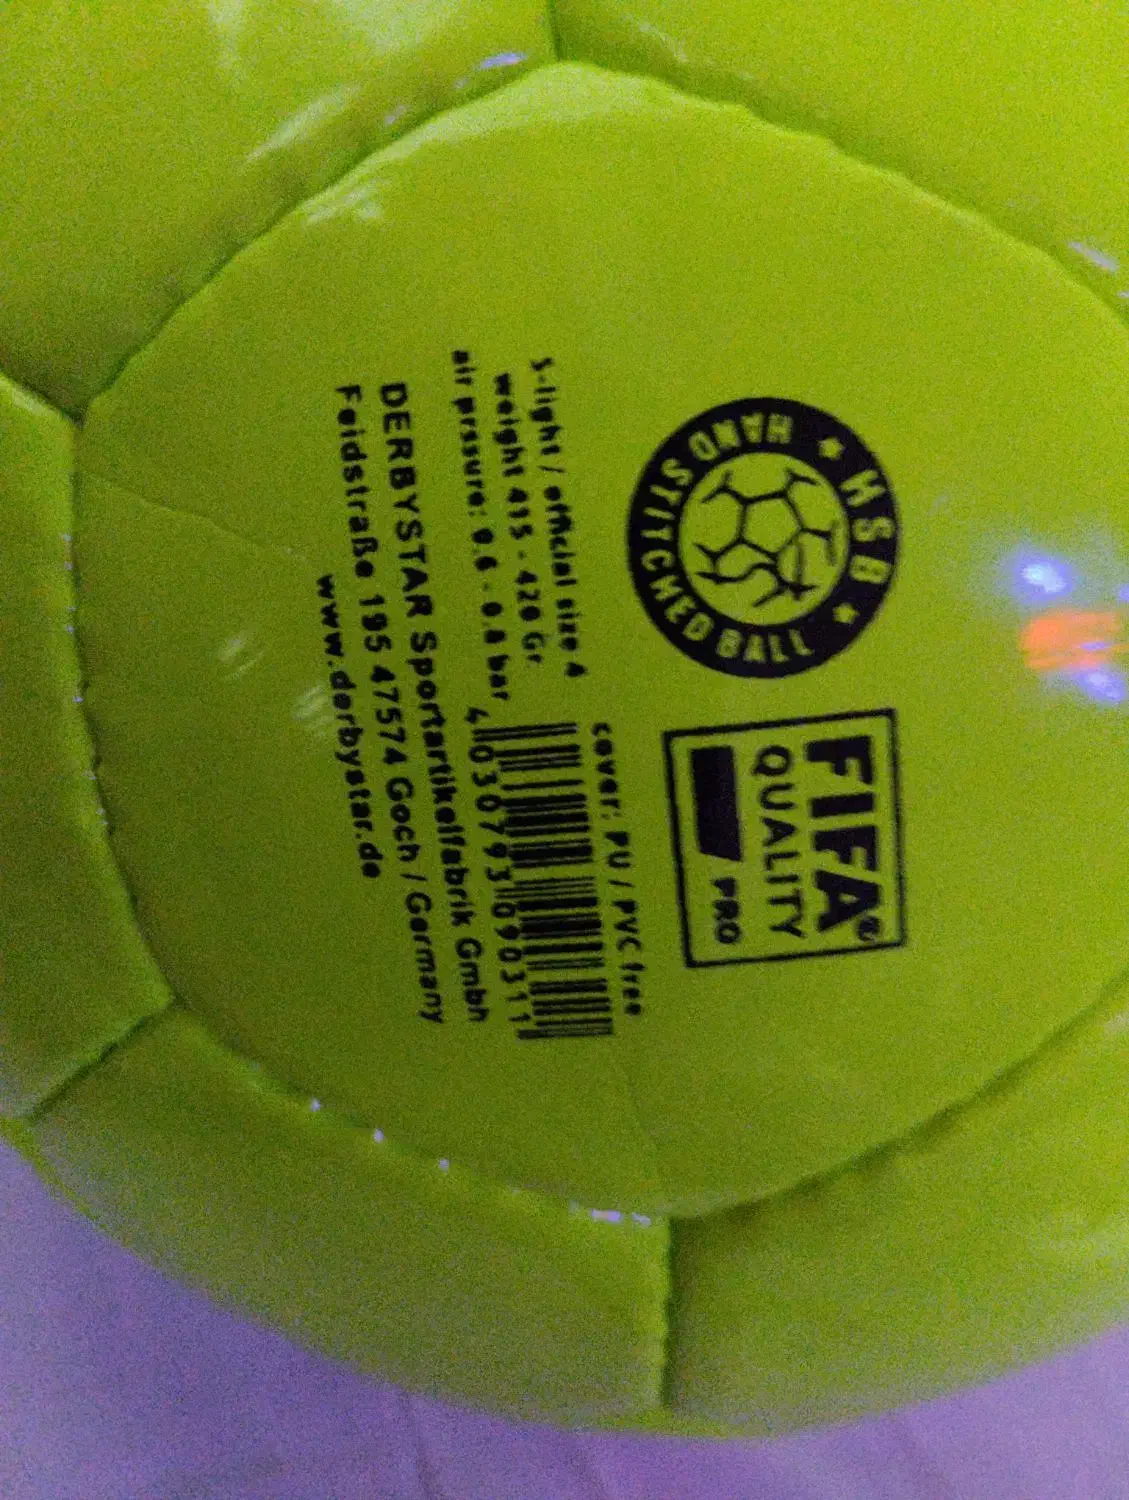 ★ HSB ★
HAND STITCHED BALL
FIFA®
QUALITY
PRO
S-light / official size 4
weight 415 - 420 Gr.
air prssure: 0.6 - 0.8 bar
cover: PU / PVC free
4 030793 090311
DERBYSTAR Sportartikelfabrik Gmbh
Feldstraße 195 47574 Goch / Germany
www.derbystar.de